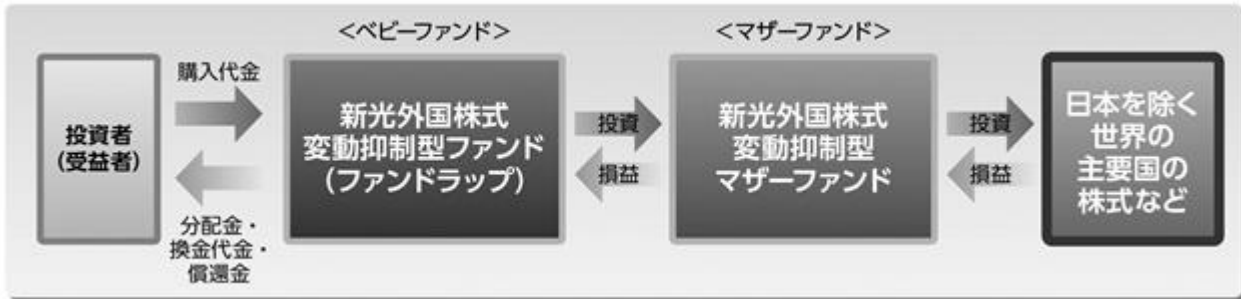 <ベビーファンド>
<マザーファンド>
投資者
(受益者)
購入代金
分配金・
換金代金・
償還金
新光外国株式
変動抑制型ファンド
(ファンドラップ)
投資
損益
新光外国株式
変動抑制型
マザーファンド
投資
損益
日本を除く
世界の
主要国の
株式など